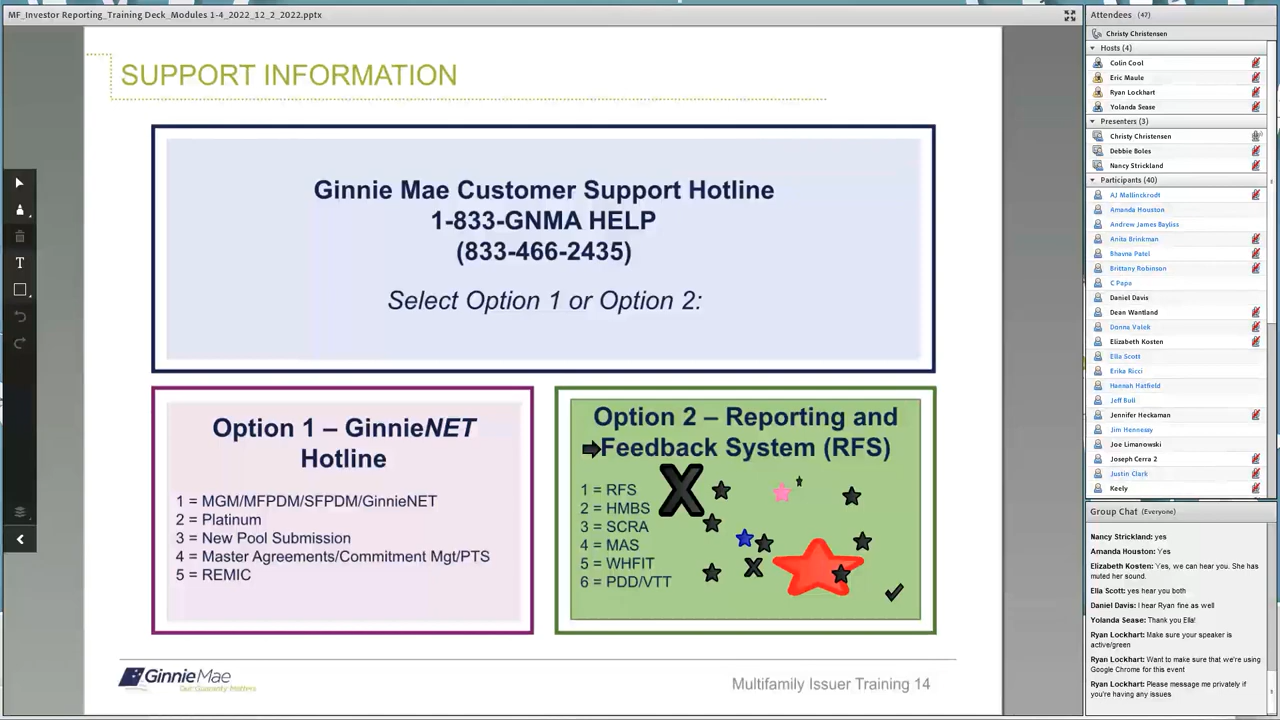 MF_Investor Reporting_Training Deck_Modules 1-4_2022_12_2_2022.pptx
SUPPORT INFORMATION
Ginnie Mae Customer Support Hotline
1-833-GNMA HELP
(833-466-2435)
Select Option 1 or Option 2:
Option 1 – GinnieNET
Hotline
1 = MGM/MFPDM/SFPDM/GinnieNET
2 = Platinum
3 = New Pool Submission
4 = Master Agreements/Commitment Mgt/PTS
5 = REMIC
Option 2 – Reporting and
Feedback System (RFS)
1 = RFS
2 = HMBS
3 = SCRA
4 = MAS
5 = WHFIT
6 = PDD/VTT
GinnieMae
Our Guaranty Matters
Multifamily Issuer Training 14
T
Attendees (47)
Christy Christensen
Hosts (4)
Colin Cool
Eric Maule
Ryan Lockhart
Yolanda Sease
Presenters (3)
Christy Christensen
Debbie Boles
Nancy Strickland
Participants (40)
AJ Mallinckrodt
Amanda Houston
Andrew James Bayliss
Anita Brinkman
Bhavna Patel
Brittany Robinson
C Papa
Daniel Davis
Dean Wantland
Donna Valek
Elizabeth Kosten
Ella Scott
Erika Ricci
Hannah Hatfield
Jeff Bull
Jennifer Heckaman
Jim Hennessy
Joe Limanowski
Joseph Cerra 2
Justin Clark
Keely
Group Chat (Everyone)
Nancy Strickland: yes
Amanda Houston: Yes
Elizabeth Kosten: Yes, we can hear you. She has
muted her sound.
Ella Scott: yes hear you both
Daniel Davis: I hear Ryan fine as well
Yolanda Sease: Thank you Ella!
Ryan Lockhart: Make sure your speaker is
active/green
Ryan Lockhart: Want to make sure that we're using
Google Chrome for this event
Ryan Lockhart: Please message me privately if
you're having any issues